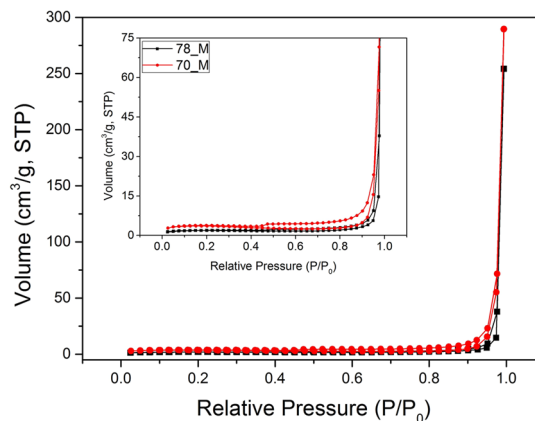 300
250
200
150
100
50
0
Volume (cm³/g, STP)
0.0 0.2 0.4 0.6 0.8 1.0
Relative Pressure (P/P₀)
75
60
45
30
15
0
Volume (cm³/g, STP)
78_M
70_M
0.0 0.2 0.4 0.6 0.8 1.0
Relative Pressure (P/P₀)